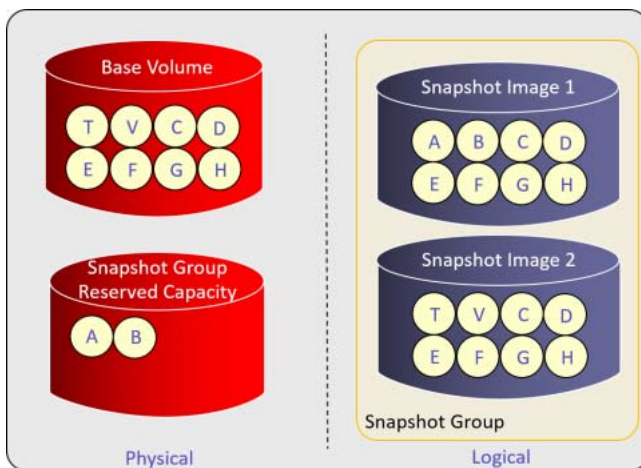 Base Volume
T V C D
E F G H
Snapshot Group
Reserved Capacity
A B
Physical
Snapshot Image 1
A B C D
E F G H
Snapshot Image 2
T V C D
E F G H
Snapshot Group
Logical